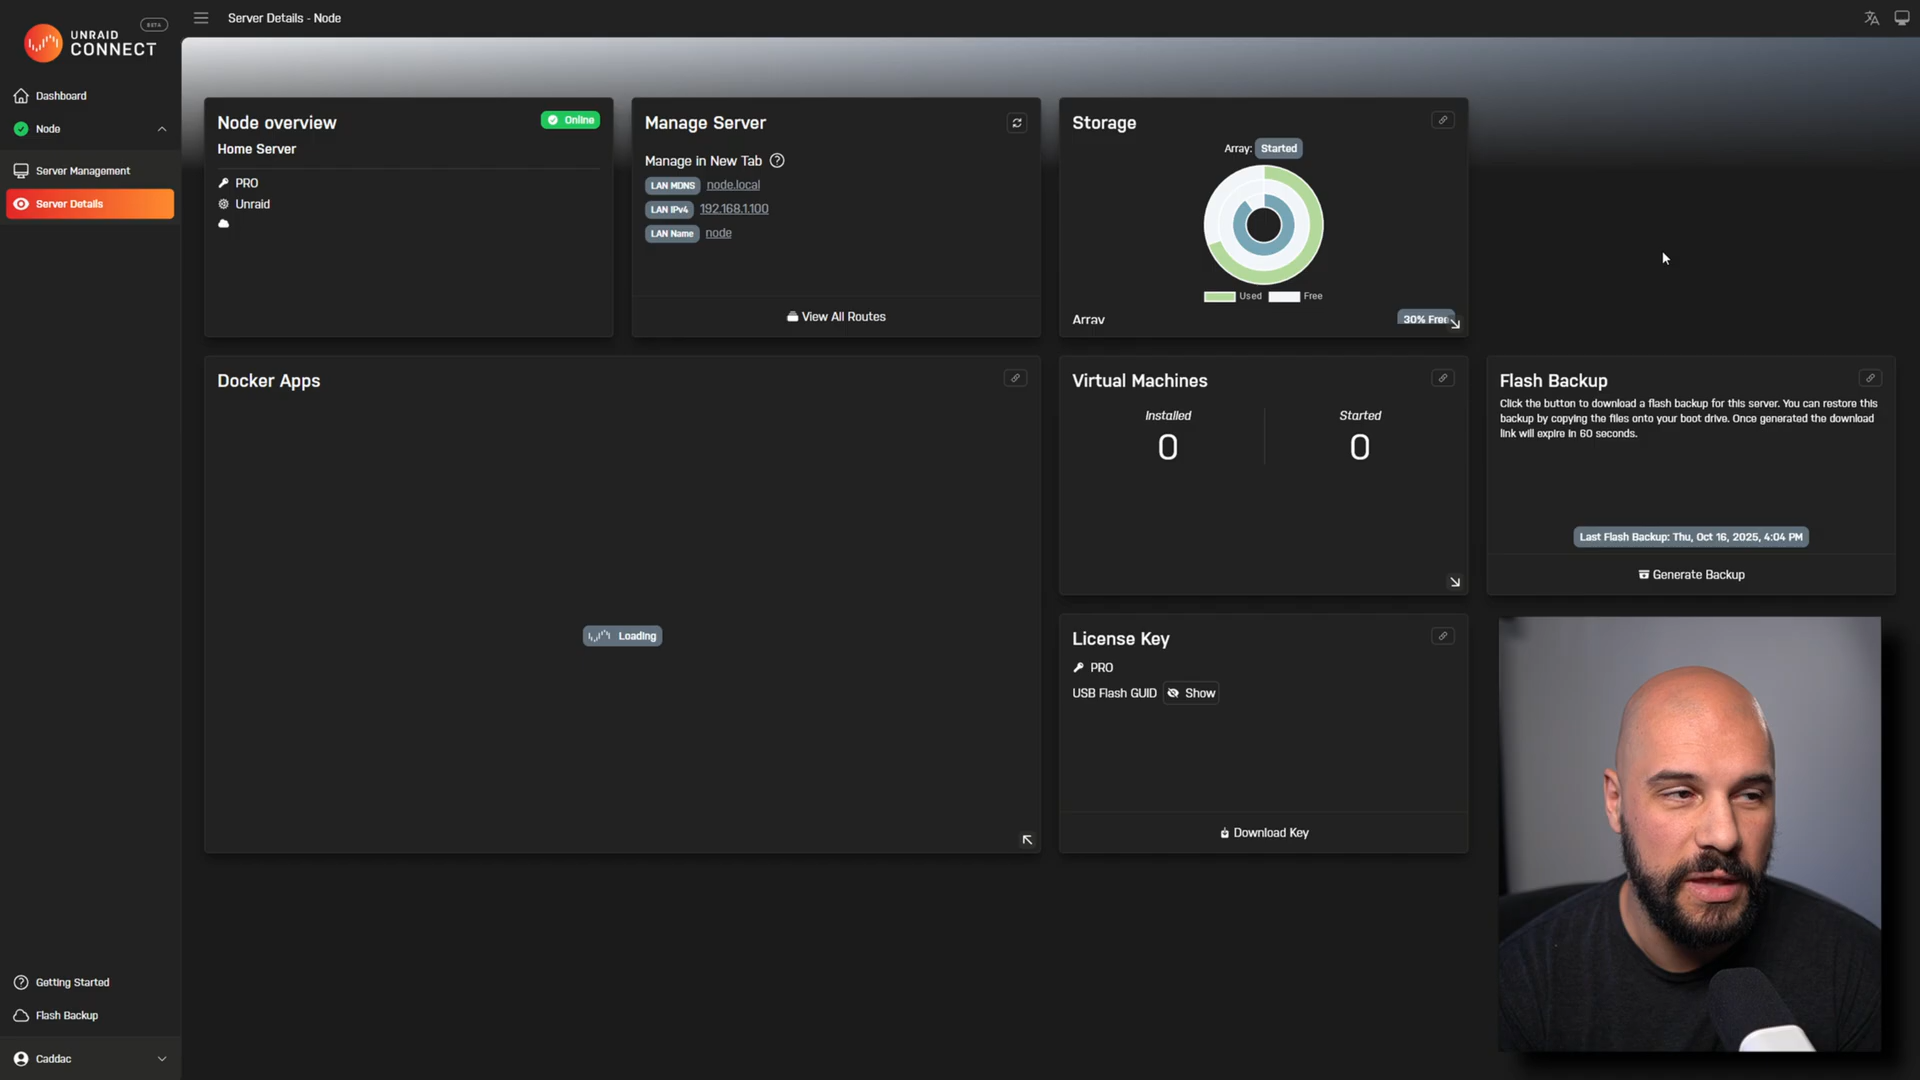 UNRAID
CONNECT
BETA
Server Details - Node
Dashboard
Node
Server Management
Server Details
Getting Started
Flash Backup
Caddac
Node overview
Online
Home Server
PRO
Unraid
Manage Server
Manage in New Tab
LAN MDNS node.local
LAN IPv4 192.168.1.100
LAN Name node
View All Routes
Storage
Array: Started
Used Free
Array
30% Free
Docker Apps
Loading
Virtual Machines
Installed
Started
0
0
Flash Backup
Click the button to download a flash backup for this server. You can restore this
backup by copying the files onto your boot drive. Once generated the download
link will expire in 60 seconds.
Last Flash Backup: Thu, Oct 16, 2025, 4:04 PM
Generate Backup
License Key
PRO
USB Flash GUID Show
Download Key